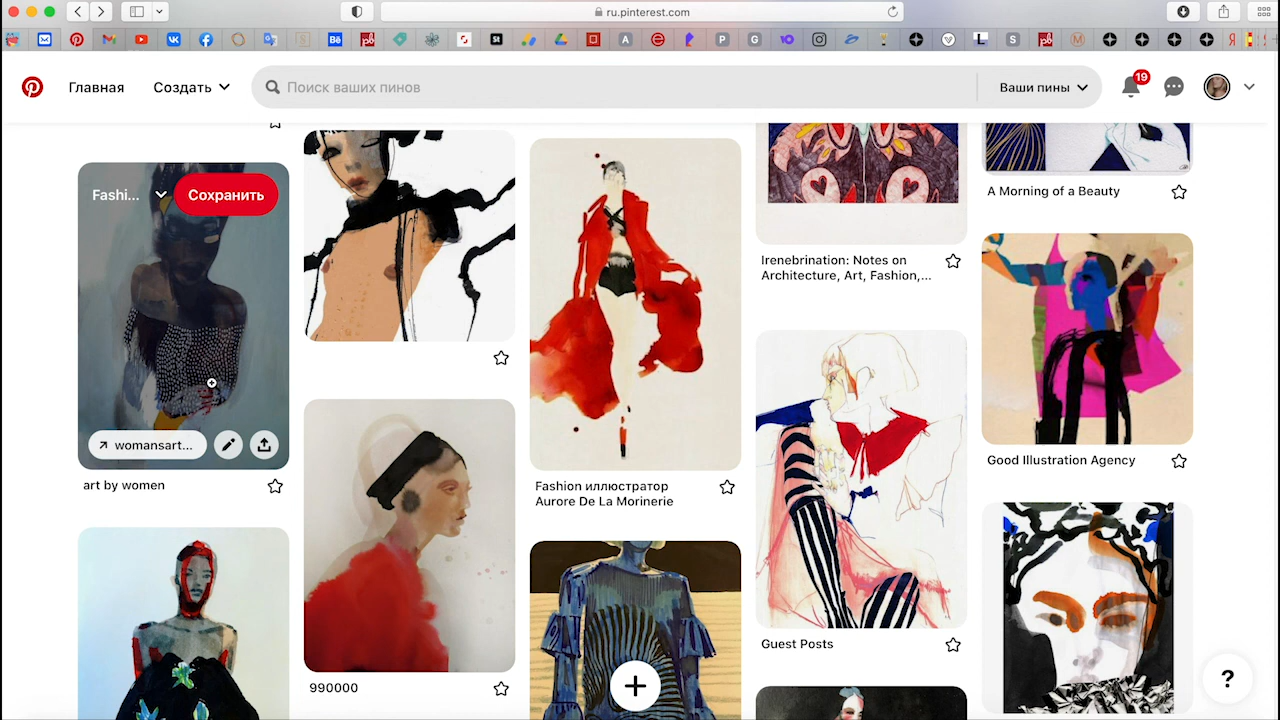 ru.pinterest.com
Главная
Создать
Поиск ваших пинов
Ваши пины
19
Fashi...
Сохранить
womansart...
art by women
990000
Fashion иллюстратор
Aurore De La Morinerie
Irenebrination: Notes on
Architecture, Art, Fashion,...
Guest Posts
A Morning of a Beauty
Good Illustration Agency
?